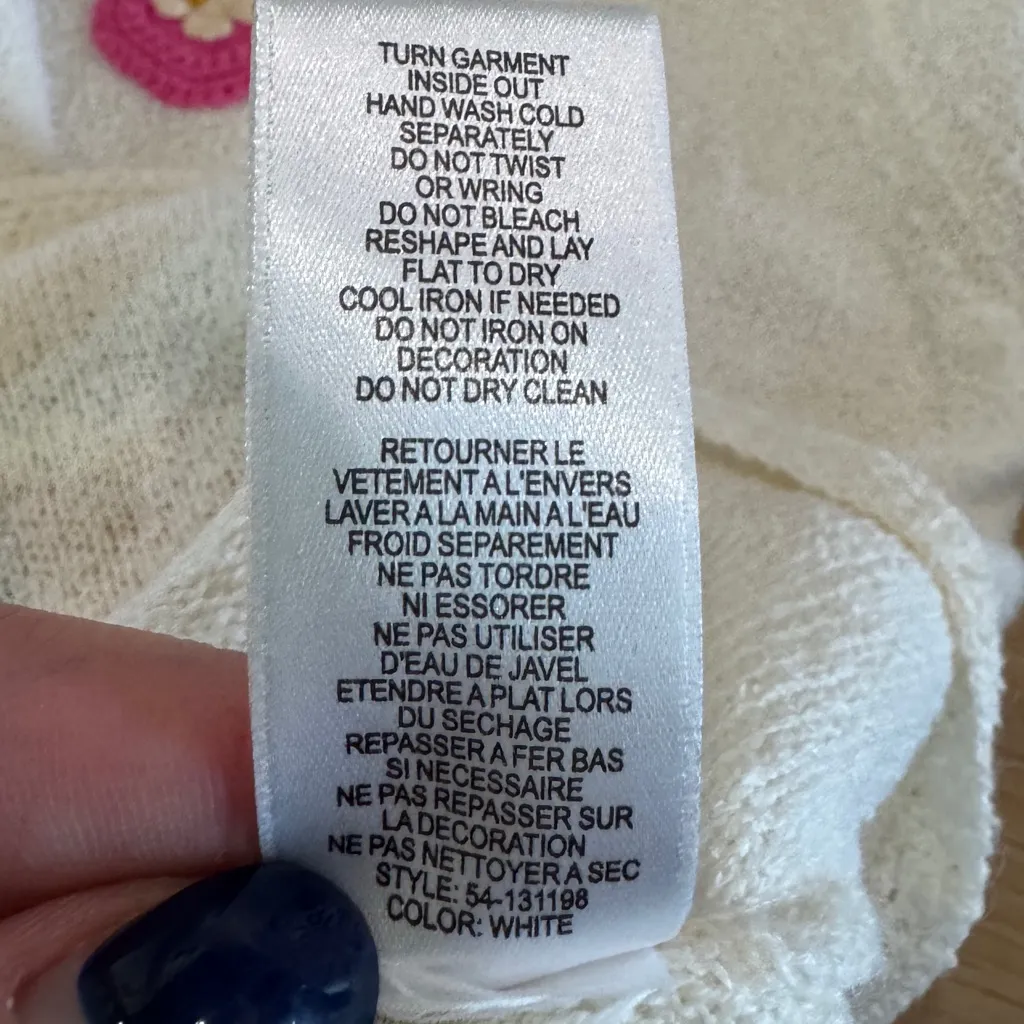 TURN GARMENT
INSIDE OUT
HAND WASH COLD
SEPARATELY
DO NOT TWIST
OR WRING
DO NOT BLEACH
RESHAPE AND LAY
FLAT TO DRY
COOL IRON IF NEEDED
DO NOT IRON ON
DECORATION
DO NOT DRY CLEAN
RETOURNER LE
VETEMENT A L'ENVERS
LAVER A LA MAIN A L'EAU
FROID SEPAREMENT
NE PAS TORDRE
NI ESSORER
NE PAS UTILISER
D'EAU DE JAVEL
ETENDRE A PLAT LORS
DU SECHAGE
REPASSER A FER BAS
SI NECESSAIRE
NE PAS REPASSER SUR
LA DECORATION
NE PAS NETTOYER A SEC
STYLE: 54-131198
COLOR: WHITE